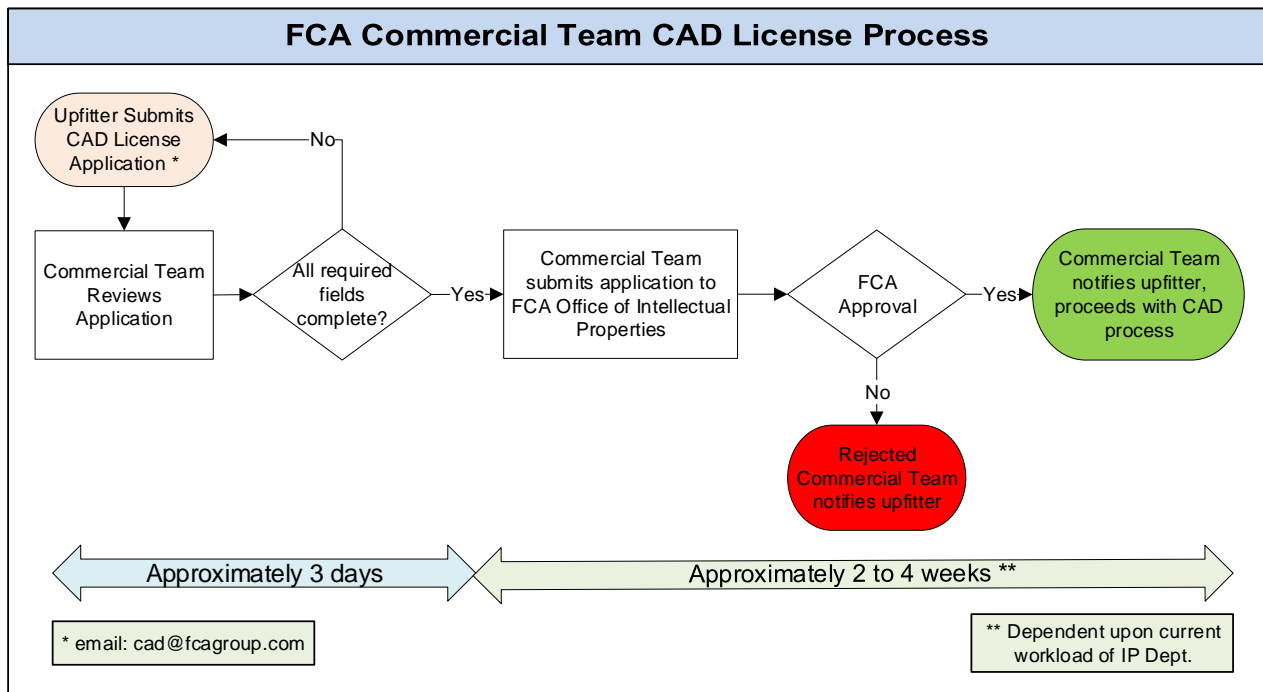 FCA Commercial Team CAD License Process
Upfitter Submits
CAD License
Application *
No
Commercial Team
Reviews
Application
All required
fields
complete?
Yes
Commercial Team
submits application to
FCA Office of Intellectual
Properties
FCA
Approval
Yes
Commercial Team
notifies upfitter,
proceeds with CAD
process
No
Rejected
Commercial Team
notifies upfitter
Approximately 3 days
Approximately 2 to 4 weeks **
* email: cad@fcagroup.com
** Dependent upon current
workload of IP Dept.